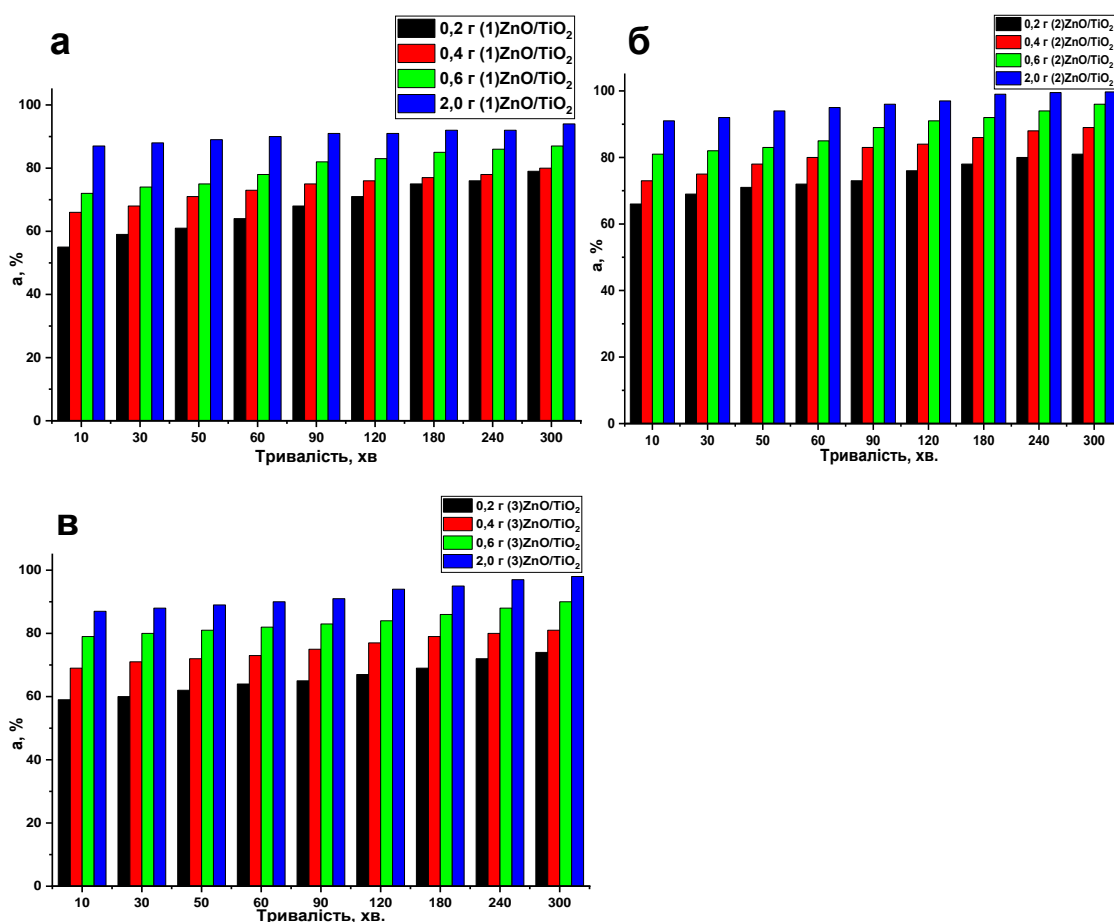 а
0,2 г (1)ZnO/TiO₂
0,4 г (1)ZnO/TiO₂
0,6 г (1)ZnO/TiO₂
2,0 г (1)ZnO/TiO₂
а, %
100
80
60
40
20
0
10 30 50 60 90 120 180 240 300
Тривалість, хв
б
0,2 г (2)ZnO/TiO₂
0,4 г (2)ZnO/TiO₂
0,6 г (2)ZnO/TiO₂
2,0 г (2)ZnO/TiO₂
а, %
100
80
60
40
20
0
10 30 50 60 90 120 180 240 300
Тривалість, хв.
в
0,2 г (3)ZnO/TiO₂
0,4 г (3)ZnO/TiO₂
0,6 г (3)ZnO/TiO₂
2,0 г (3)ZnO/TiO₂
а, %
100
80
60
40
20
0
10 30 50 60 90 120 180 240 300
Тривалість, хв.